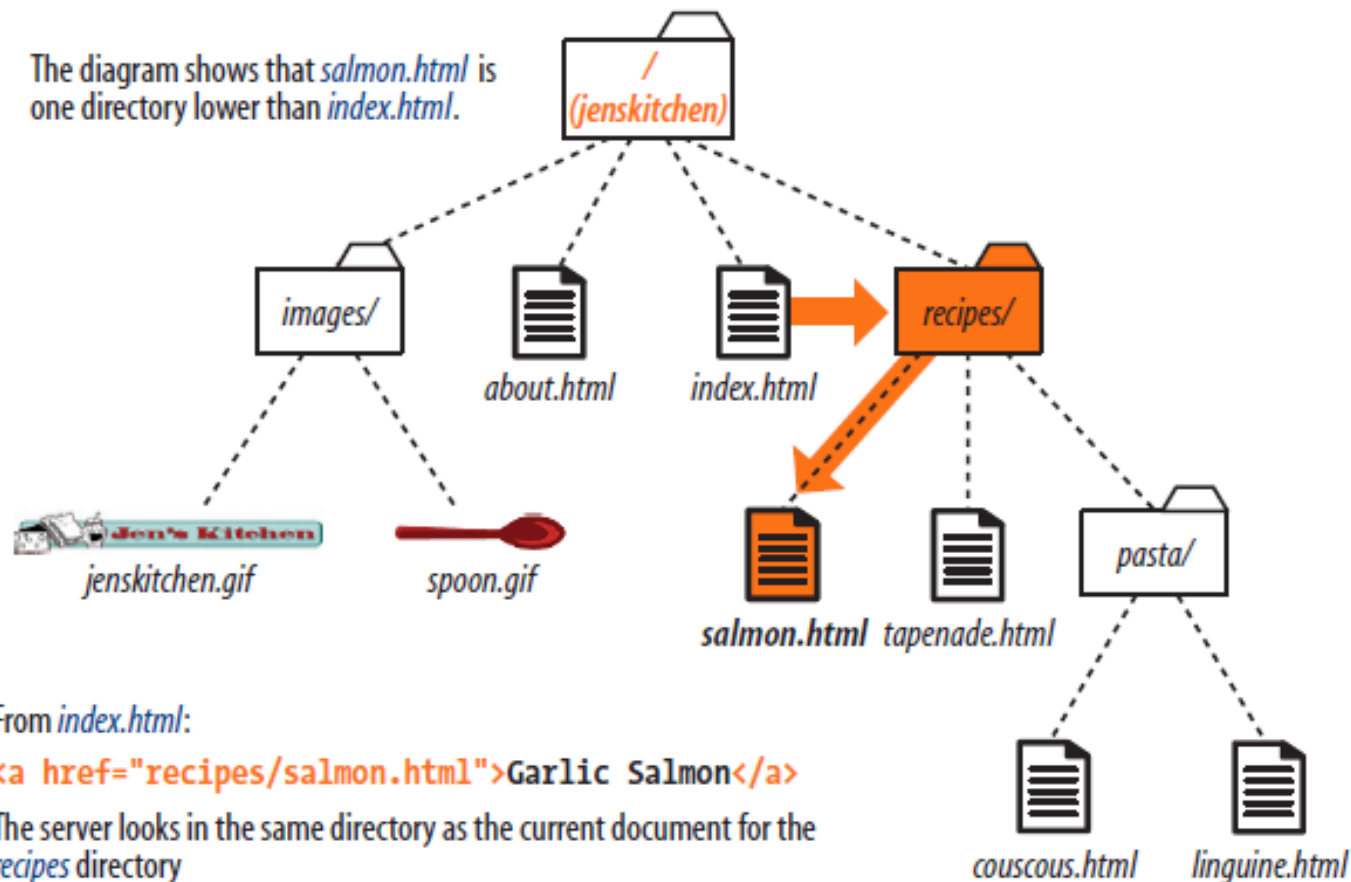 The diagram shows that salmon.html is
one directory lower than index.html.
/
(jenskitchen)
images/
about.html
index.html
recipes/
Jen's Kitchen
jenskitchen.gif
spoon.gif
salmon.html
tapenade.html
pasta/
couscous.html
linguine.html
From index.html:
<a href="recipes/salmon.html">Garlic Salmon</a>
The server looks in the same directory as the current document for the
recipes directory